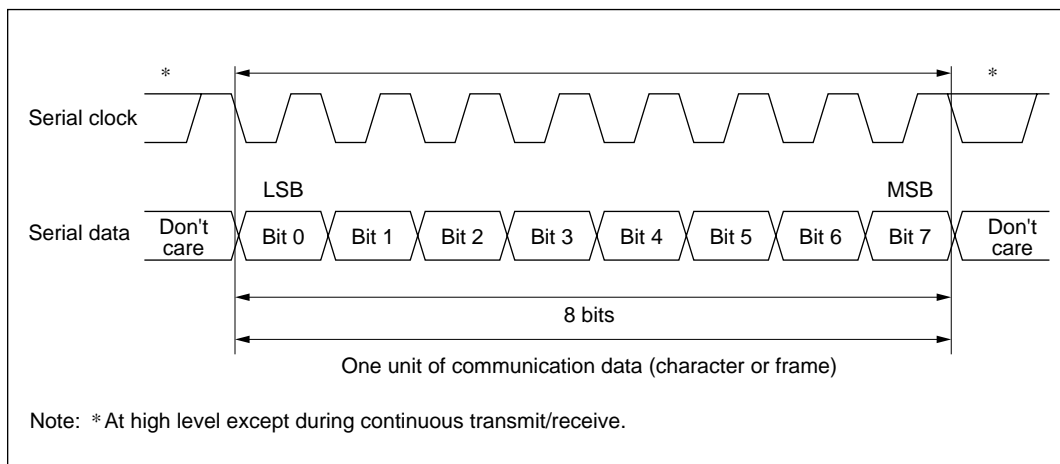 * *
Serial clock
LSB MSB
Serial data Don't care Bit 0 Bit 1 Bit 2 Bit 3 Bit 4 Bit 5 Bit 6 Bit 7 Don't care
8 bits
One unit of communication data (character or frame)
Note: * At high level except during continuous transmit/receive.